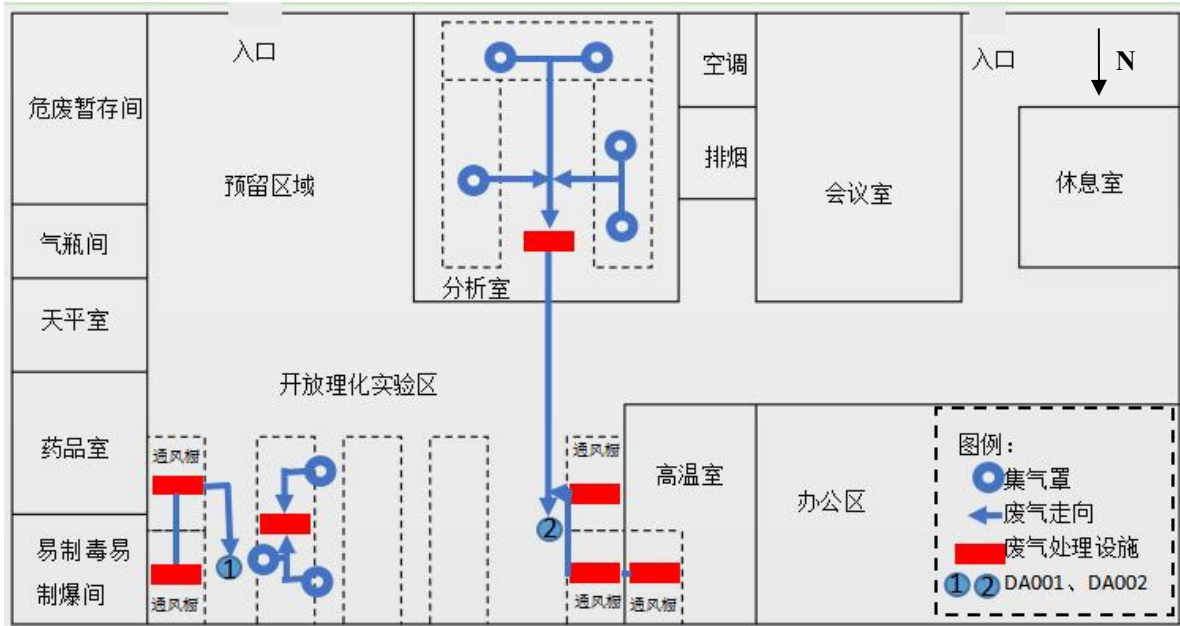 入口
空调
入口
N
危废暂存间
排烟
预留区域
会议室
休息室
气瓶间
分析室
天平室
开放理化实验区
药品室
通风橱
通风橱
高温室
办公区
图例：
集气罩
废气走向
废气处理设施
1 2 DA001、DA002
2
1
易制毒易
制爆间
通风橱
通风橱
通风橱